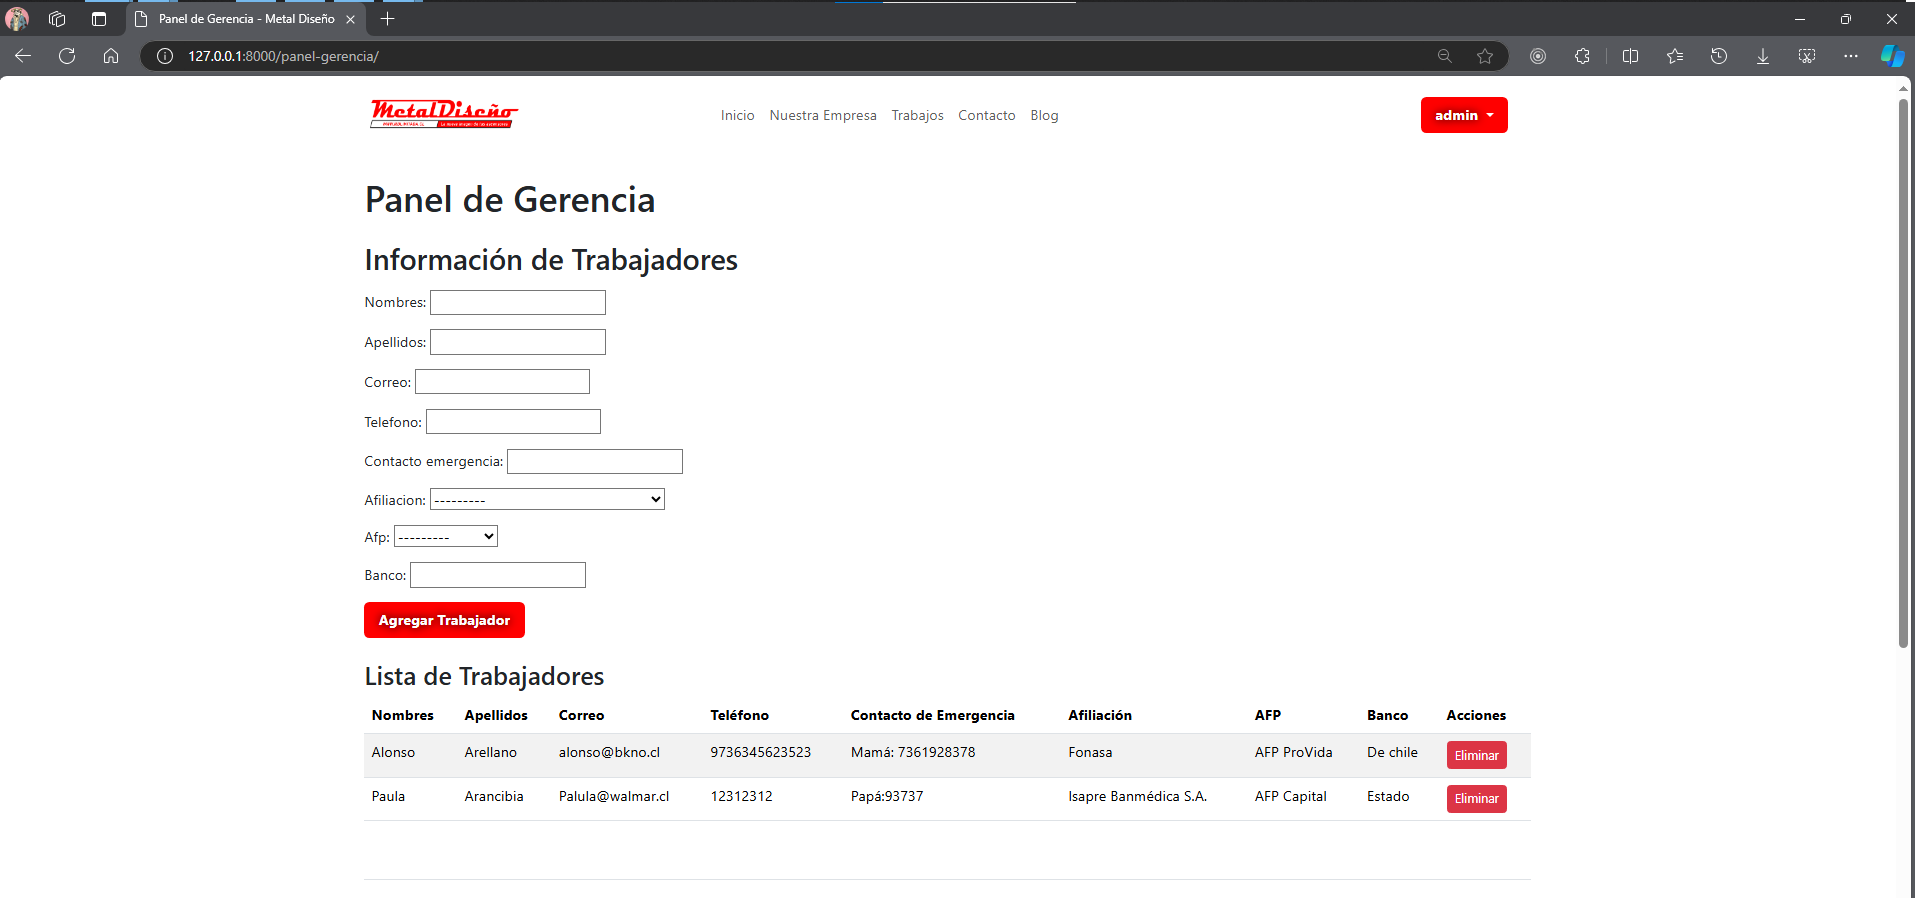 Panel de Gerencia - Metal Diseño
127.0.0.1:8000/panel-gerencia/
MetalDiseño
Inicio Nuestra Empresa Trabajos Contacto Blog
admin
Panel de Gerencia
Información de Trabajadores
Nombres:
Apellidos:
Correo:
Telefono:
Contacto emergencia:
Afiliacion: ---------
Afp: ---------
Banco:
Agregar Trabajador
Lista de Trabajadores
Nombres Apellidos Correo Teléfono Contacto de Emergencia Afiliación AFP Banco Acciones
Alonso Arellano alonso@bkno.cl 9736345623523 Mamá: 7361928378 Fonasa AFP ProVida De chile Eliminar
Paula Arancibia Palula@walmar.cl 12312312 Papá:93737 Isapre Banmédica S.A. AFP Capital Estado Eliminar